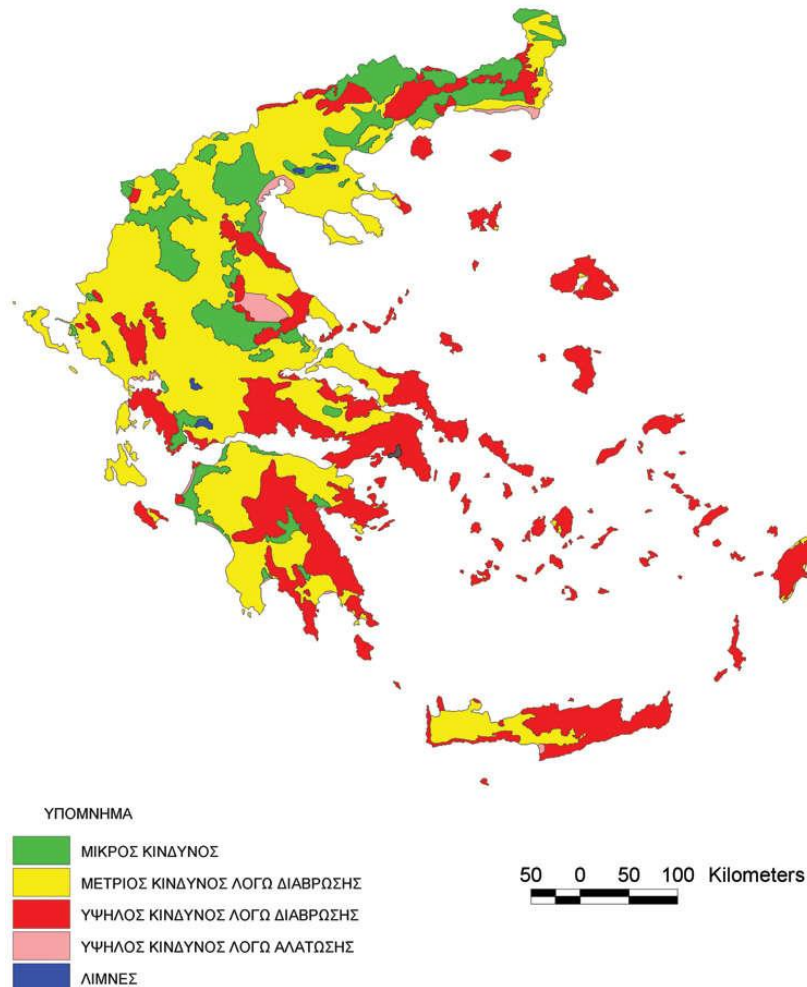 ΥΠΟΜΝΗΜΑ
ΜΙΚΡΟΣ ΚΙΝΔΥΝΟΣ
ΜΕΤΡΙΟΣ ΚΙΝΔΥΝΟΣ ΛΟΓΩ ΔΙΑΒΡΩΣΗΣ
ΥΨΗΛΟΣ ΚΙΝΔΥΝΟΣ ΛΟΓΩ ΔΙΑΒΡΩΣΗΣ
ΥΨΗΛΟΣ ΚΙΝΔΥΝΟΣ ΛΟΓΩ ΑΛΑΤΩΣΗΣ
ΛΙΜΝΕΣ
50 0 50 100 Kilometers